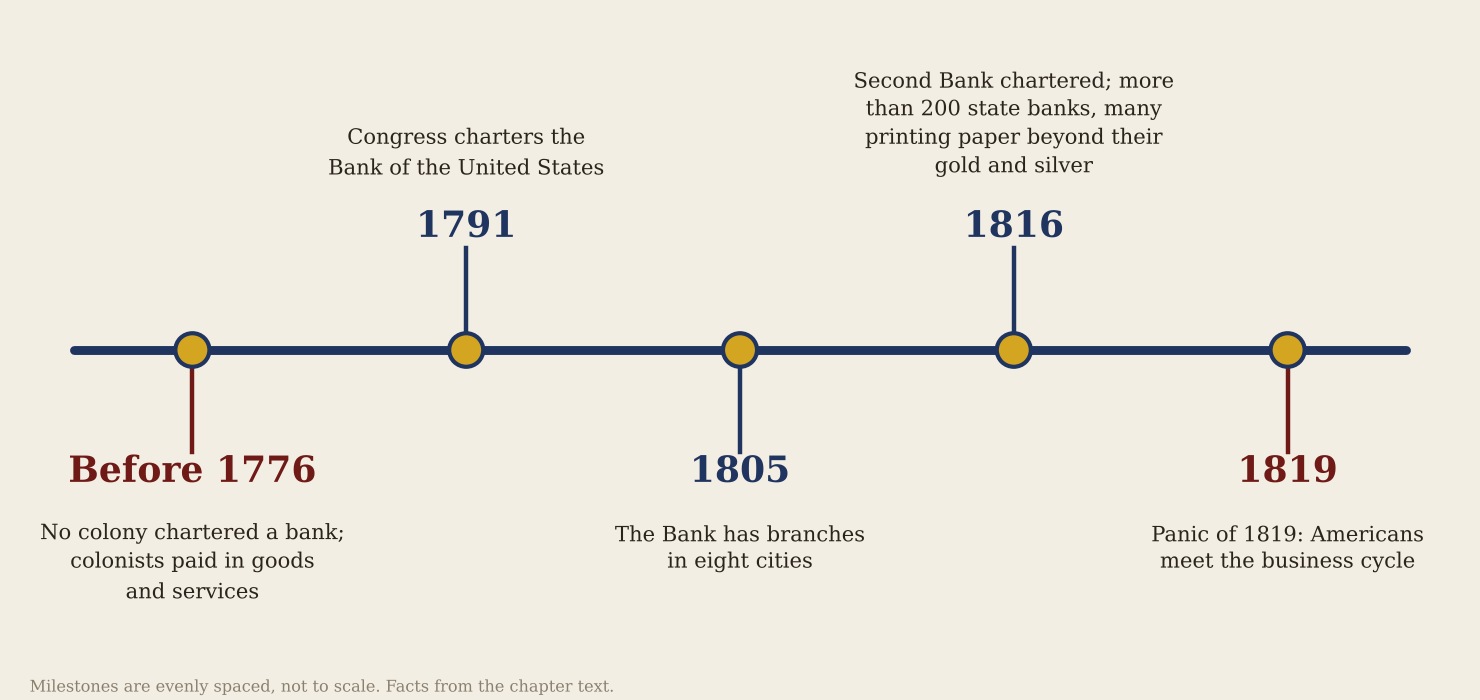 Before 1776
No colony chartered a bank;
colonists paid in goods
and services
Congress charters the
Bank of the United States
1791
1805
The Bank has branches
in eight cities
Second Bank chartered; more
than 200 state banks, many
printing paper beyond their
gold and silver
1816
1819
Panic of 1819: Americans
meet the business cycle
Milestones are evenly spaced, not to scale. Facts from the chapter text.